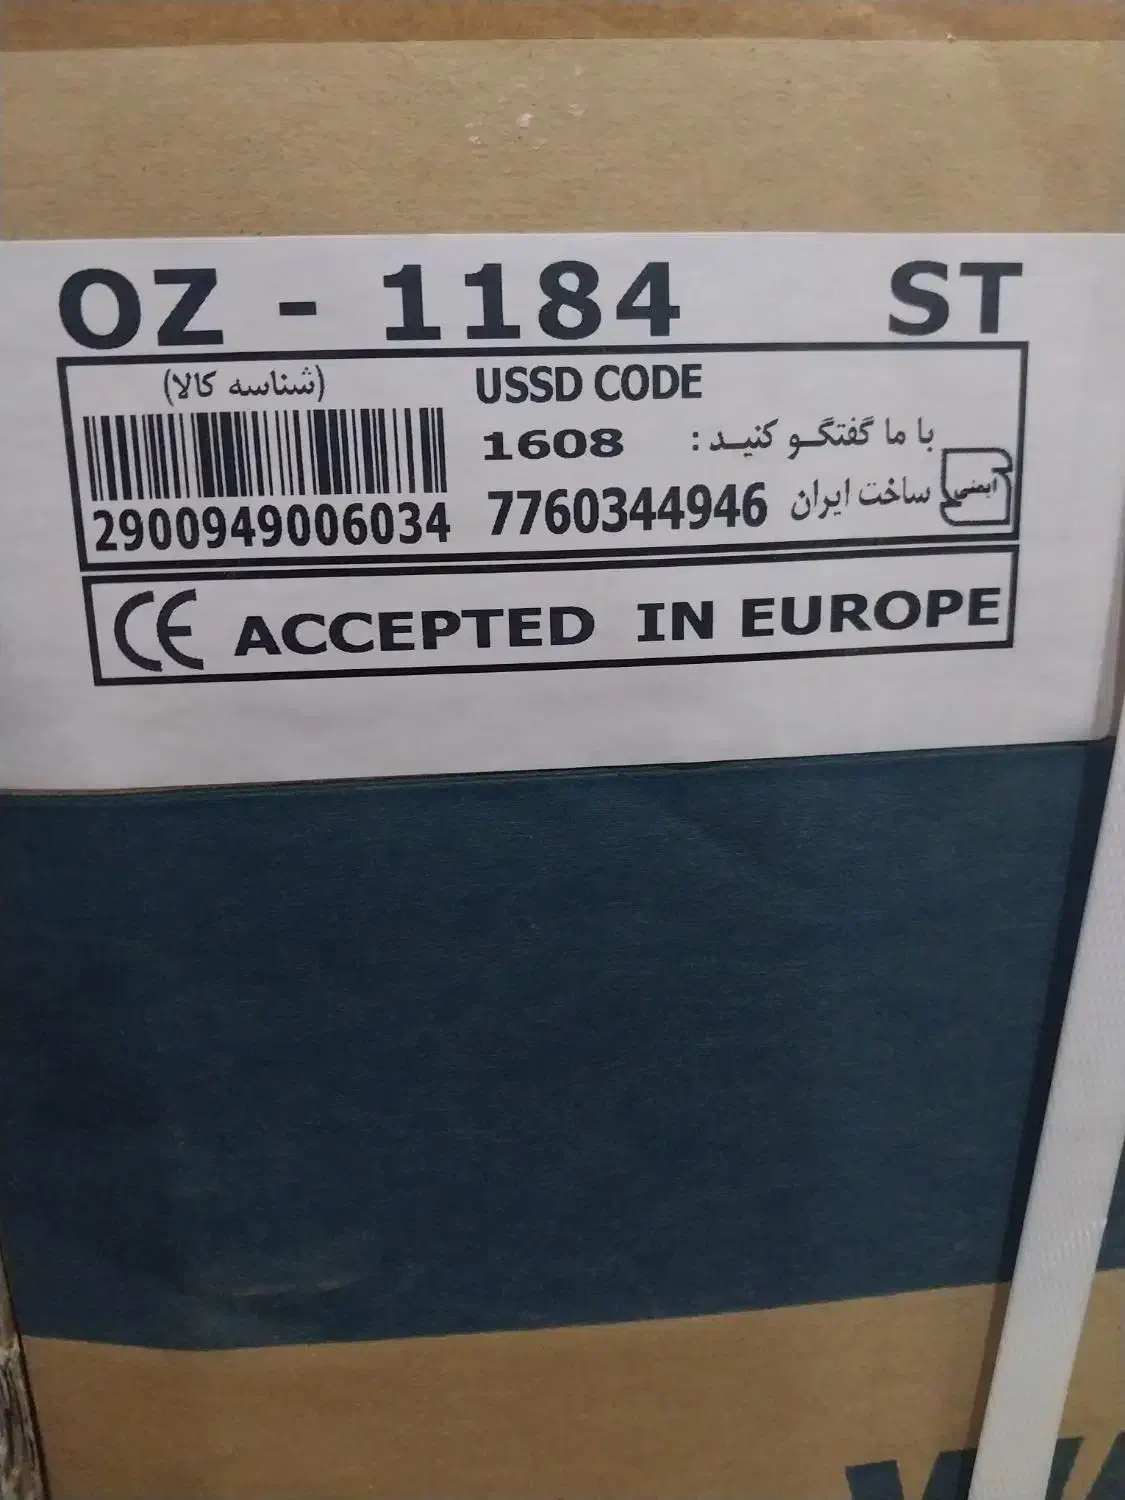 OZ - 1184 ST
(شناسه کالا)
2900949006034
USSD CODE
با ما گفتگو کنید : 1608
7760344946 ساخت ایران
ایمنی
CE ACCEPTED IN EUROPE